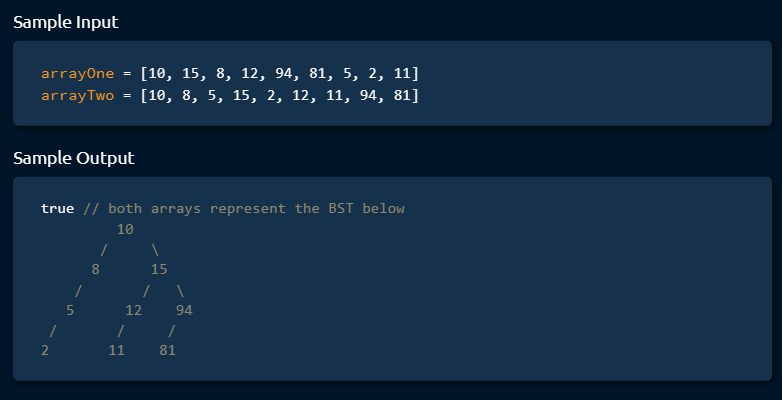 Sample Input
arrayOne = [10, 15, 8, 12, 94, 81, 5, 2, 11]
arrayTwo = [10, 8, 5, 15, 2, 12, 11, 94, 81]
Sample Output
true // both arrays represent the BST below
         10
       /     \
      8      15
    /       /   \
   5      12    94
 /       /     /
2       11    81